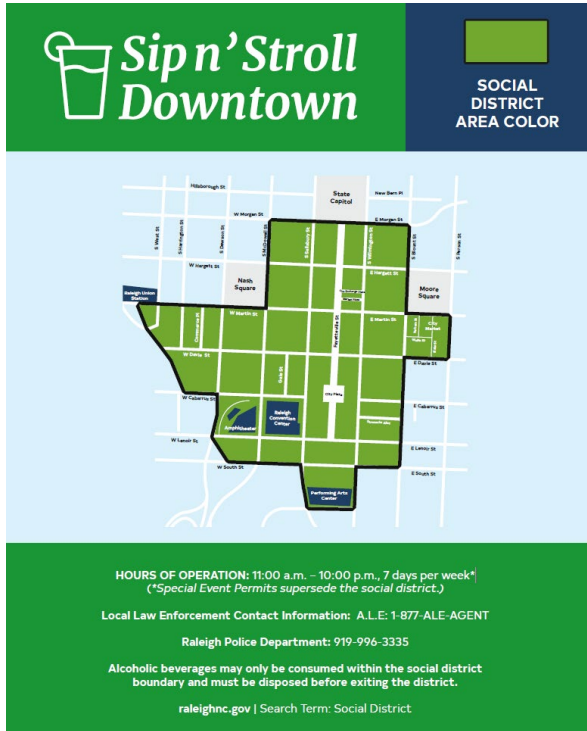 Sip n' Stroll
Downtown
SOCIAL
DISTRICT
AREA COLOR
Hillsborough St
State
Capitol
New Bern Pl
W Morgan St
E Morgan St
S West St
S Harrington St
S Dawson St
S McDowell St
S Salisbury St
S Wilmington St
S Blount St
S Person St
W Hargett St
E Hargett St
Nash
Square
Moore
Square
Raleigh Union
Station
Fayetteville St
W Martin St
E Martin St
City
Market
W Davie St
E Davie St
W Cabarrus St
E Cabarrus St
City Plaza
Amphitheater
Raleigh
Convention
Center
W Lenoir St
E Lenoir St
W South St
E South St
Performing Arts
Center
HOURS OF OPERATION: 11:00 a.m. – 10:00 p.m., 7 days per week*
(*Special Event Permits supersede the social district.)
Local Law Enforcement Contact Information: A.L.E: 1-877-ALE-AGENT
Raleigh Police Department: 919-996-3335
Alcoholic beverages may only be consumed within the social district
boundary and must be disposed before exiting the district.
raleighnc.gov | Search Term: Social District